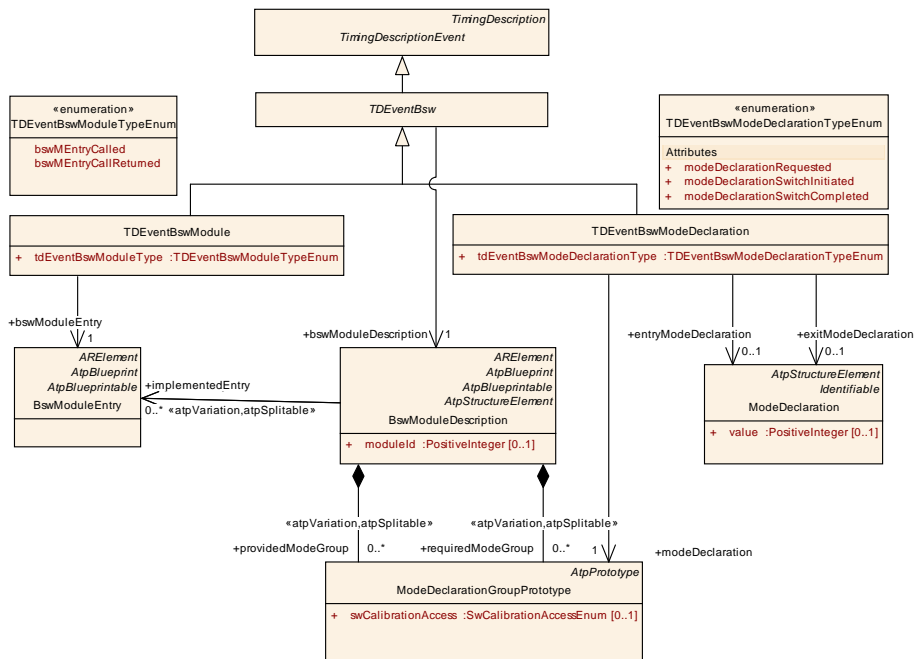 TimingDescription
TimingDescriptionEvent
TDEventBsw
«enumeration»
TDEventBswModuleTypeEnum
bswMEntryCalled
bswMEntryCallReturned
«enumeration»
TDEventBswModeDeclarationTypeEnum
Attributes
+ modeDeclarationRequested
+ modeDeclarationSwitchInitiated
+ modeDeclarationSwitchCompleted
TDEventBswModule
+ tdEventBswModuleType :TDEventBswModuleTypeEnum
TDEventBswModeDeclaration
+ tdEventBswModeDeclarationType :TDEventBswModeDeclarationTypeEnum
+bswModuleEntry
1
+bswModuleDescription
1
+entryModeDeclaration
0..1
+exitModeDeclaration
0..1
ARElement
AtpBlueprint
AtpBlueprintable
BswModuleEntry
+implementedEntry
0..* «atpVariation,atpSplitable»
ARElement
AtpBlueprint
AtpBlueprintable
AtpStructureElement
BswModuleDescription
+ moduleId :PositiveInteger [0..1]
AtpStructureElement
Identifiable
ModeDeclaration
+ value :PositiveInteger [0..1]
«atpVariation,atpSplitable»
+providedModeGroup
0..*
«atpVariation,atpSplitable»
+requiredModeGroup
0..*
1
+modeDeclaration
AtpPrototype
ModeDeclarationGroupPrototype
+ swCalibrationAccess :SwCalibrationAccessEnum [0..1]